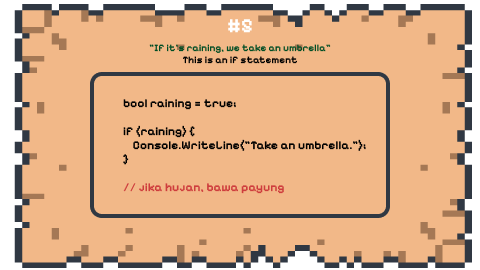 #8
"If it's raining, we take an umbrella"
This is an if statement
bool raining = true;
if (raining) {
Console.WriteLine("Take an umbrella.");
}
// Jika hujan, bawa payung